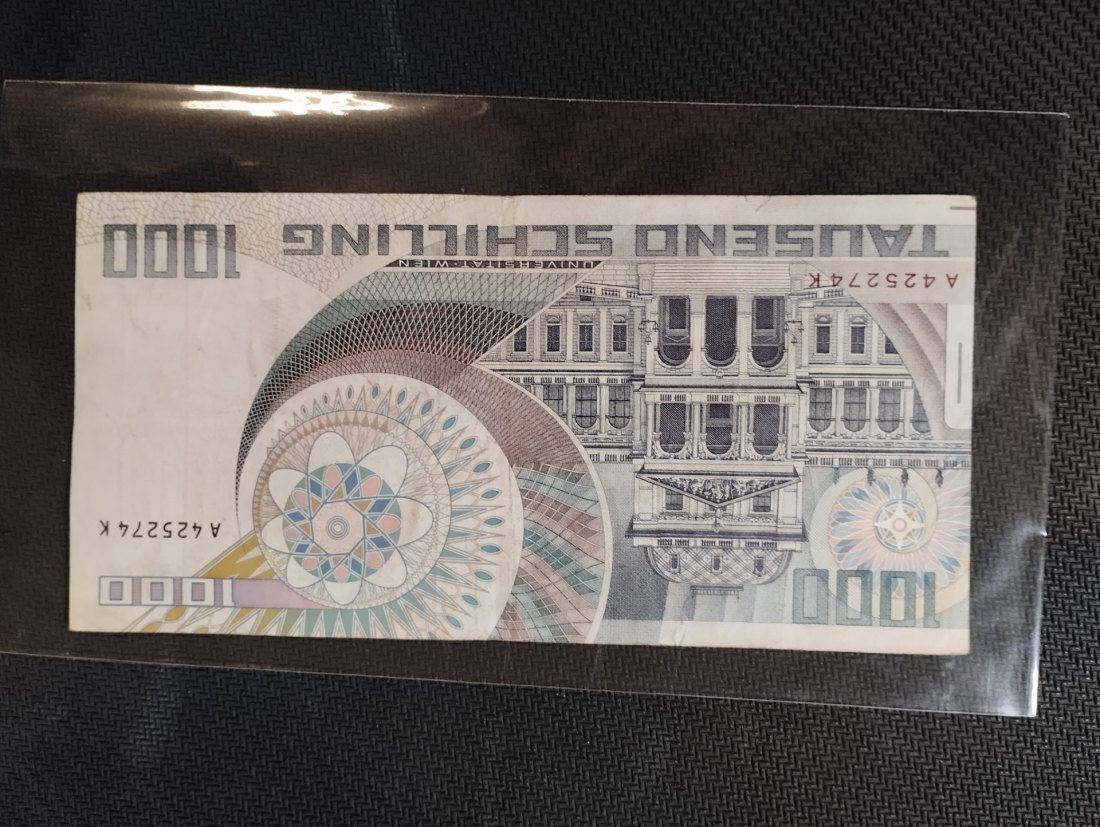 1000
1000
A 425274 K
A 425274 K
UNIVERSITÄT·WIEN
TAUSEND SCHILLING 1000